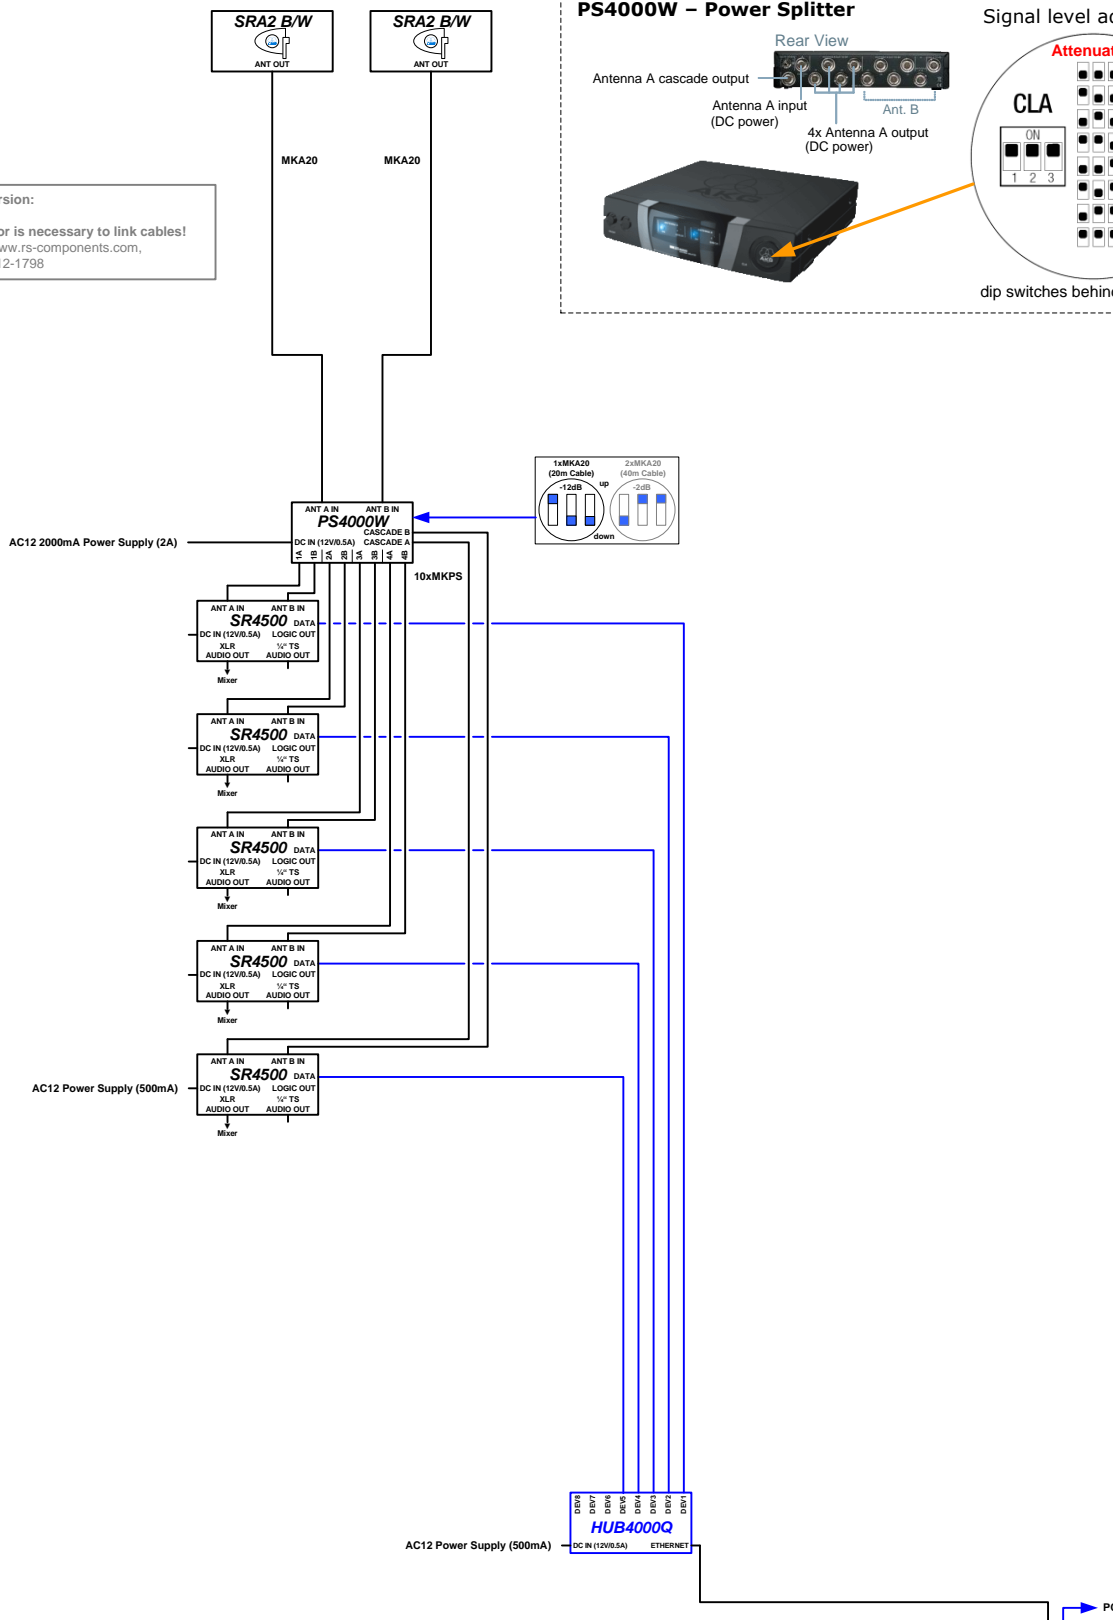 SRA2 B/W
ANT OUT
SRA2 B/W
ANT OUT
PS4000W – Power Splitter
Rear View
Antenna A cascade output
Antenna A input
(DC power)
4x Antenna A output
(DC power)
Ant. B
AKG
Signal level
CLA
ON
1 2 3
dip switches
MKA20
MKA20
or is necessary to link cables!
ww.rs-components.com,
12-1798
1xMKA20
(20m Cable)
-12dB
up
down
2xMKA20
(40m Cable)
-2dB
ANT A IN
ANT B IN
PS4000W
CASCADE B
DC IN (12V/0.5A)
CASCADE A
1A
1B
2A
2B
3A
3B
4A
4B
AC12 2000mA Power Supply (2A)
10xMKPS
ANT A IN
ANT B IN
SR4500
DATA
DC IN (12V/0.5A)
LOGIC OUT
XLR
AUDIO OUT
¼" TS
AUDIO OUT
Mixer
ANT A IN
ANT B IN
SR4500
DATA
DC IN (12V/0.5A)
LOGIC OUT
XLR
AUDIO OUT
¼" TS
AUDIO OUT
Mixer
ANT A IN
ANT B IN
SR4500
DATA
DC IN (12V/0.5A)
LOGIC OUT
XLR
AUDIO OUT
¼" TS
AUDIO OUT
Mixer
ANT A IN
ANT B IN
SR4500
DATA
DC IN (12V/0.5A)
LOGIC OUT
XLR
AUDIO OUT
¼" TS
AUDIO OUT
Mixer
AC12 Power Supply (500mA)
ANT A IN
ANT B IN
SR4500
DATA
DC IN (12V/0.5A)
LOGIC OUT
XLR
AUDIO OUT
¼" TS
AUDIO OUT
Mixer
DEV8
DEV7
DEV6
DEV5
DEV4
DEV3
DEV2
DEV1
HUB4000Q
DC IN (12V/0.5A)
ETHERNET
AC12 Power Supply (500mA)